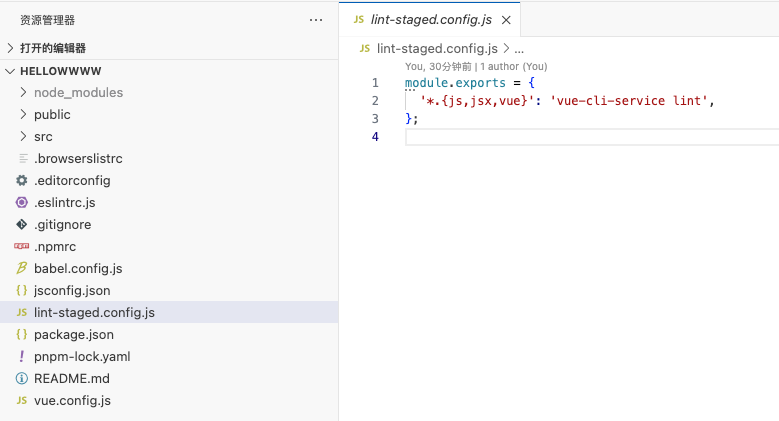 资源管理器 ···
打开的编辑器
HELLOWWWW
node_modules
public
src
.browserslistrc
.editorconfig
.eslintrc.js
.gitignore
npm .npmrc
babel.config.js
{ } jsconfig.json
JS lint-staged.config.js
{ } package.json
! pnpm-lock.yaml
README.md
JS vue.config.js
JS lint-staged.config.js ×
JS lint-staged.config.js > ...
You, 30分钟前 | 1 author (You)
1 module.exports = {
2 '*.{js,jsx,vue}': 'vue-cli-service lint',
3 };
4